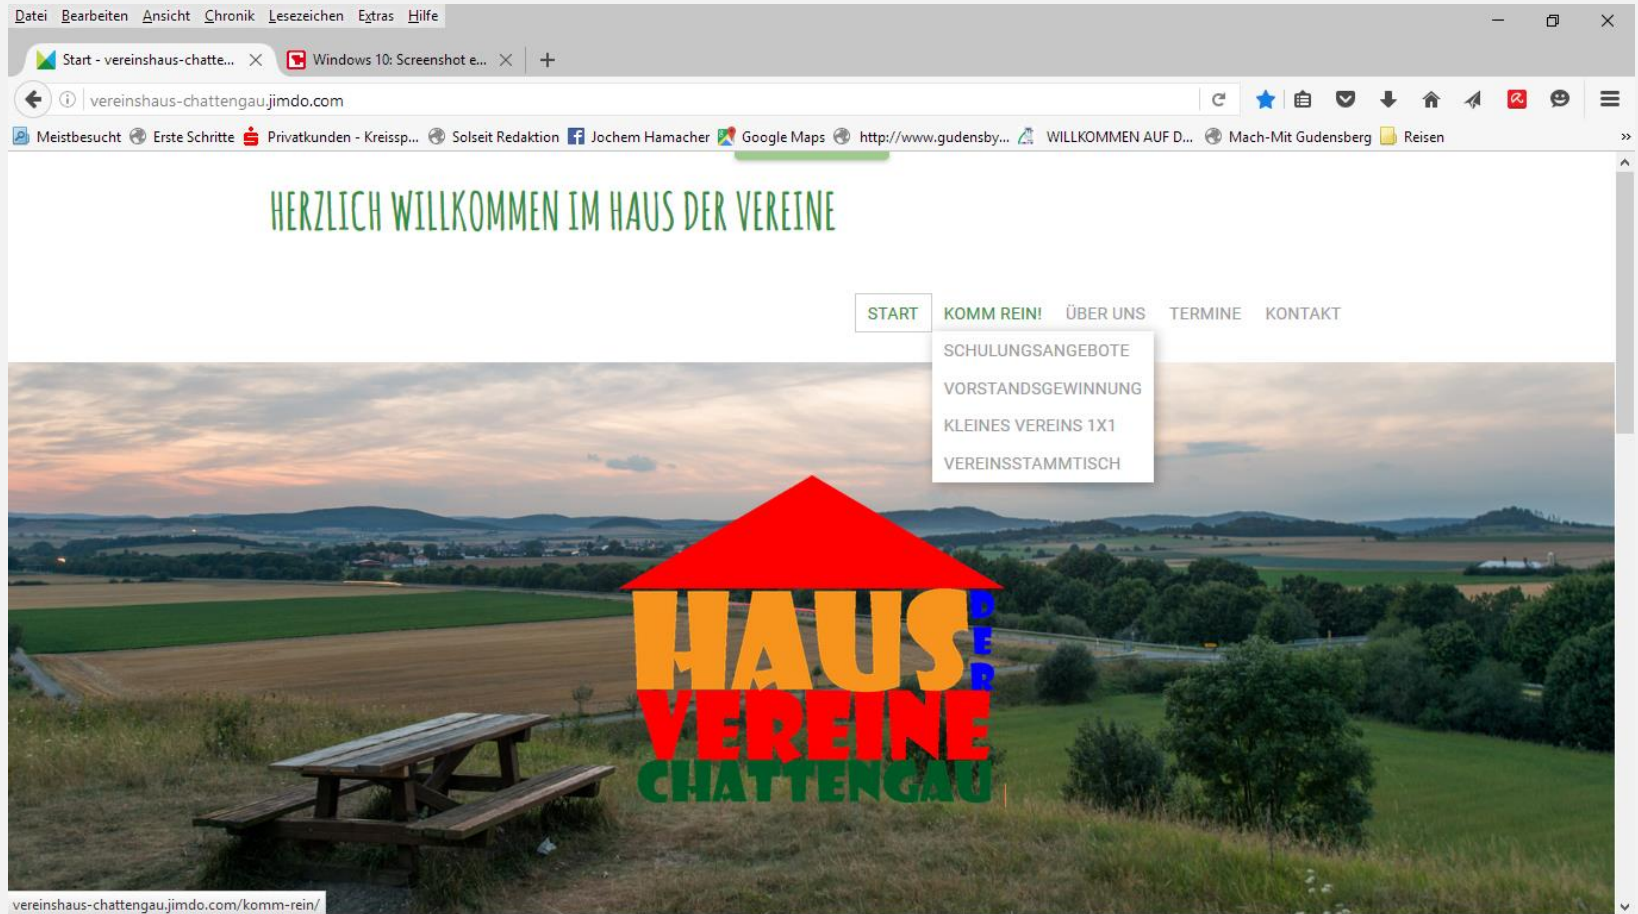 Datei Bearbeiten Ansicht Chronik Lesezeichen Extras Hilfe
Start - vereinshaus-chatte... Windows 10: Screenshot e...
vereinshaus-chattengau.jimdo.com
Meistbesucht Erste Schritte Privatkunden - Kreissp... Solseit Redaktion Jochem Hamacher Google Maps http://www.gudensby... WILLKOMMEN AUF D... Mach-Mit Gudensberg Reisen
HERZLICH WILLKOMMEN IM HAUS DER VEREINE
START KOMM REIN! ÜBER UNS TERMINE KONTAKT
SCHULUNGSANGEBOTE
VORSTANDSGEWINNUNG
KLEINES VEREINS 1X1
VEREINSSTAMMTISCH
HAUS DER
VEREINE
CHATTENGAU
vereinshaus-chattengau.jimdo.com/komm-rein/